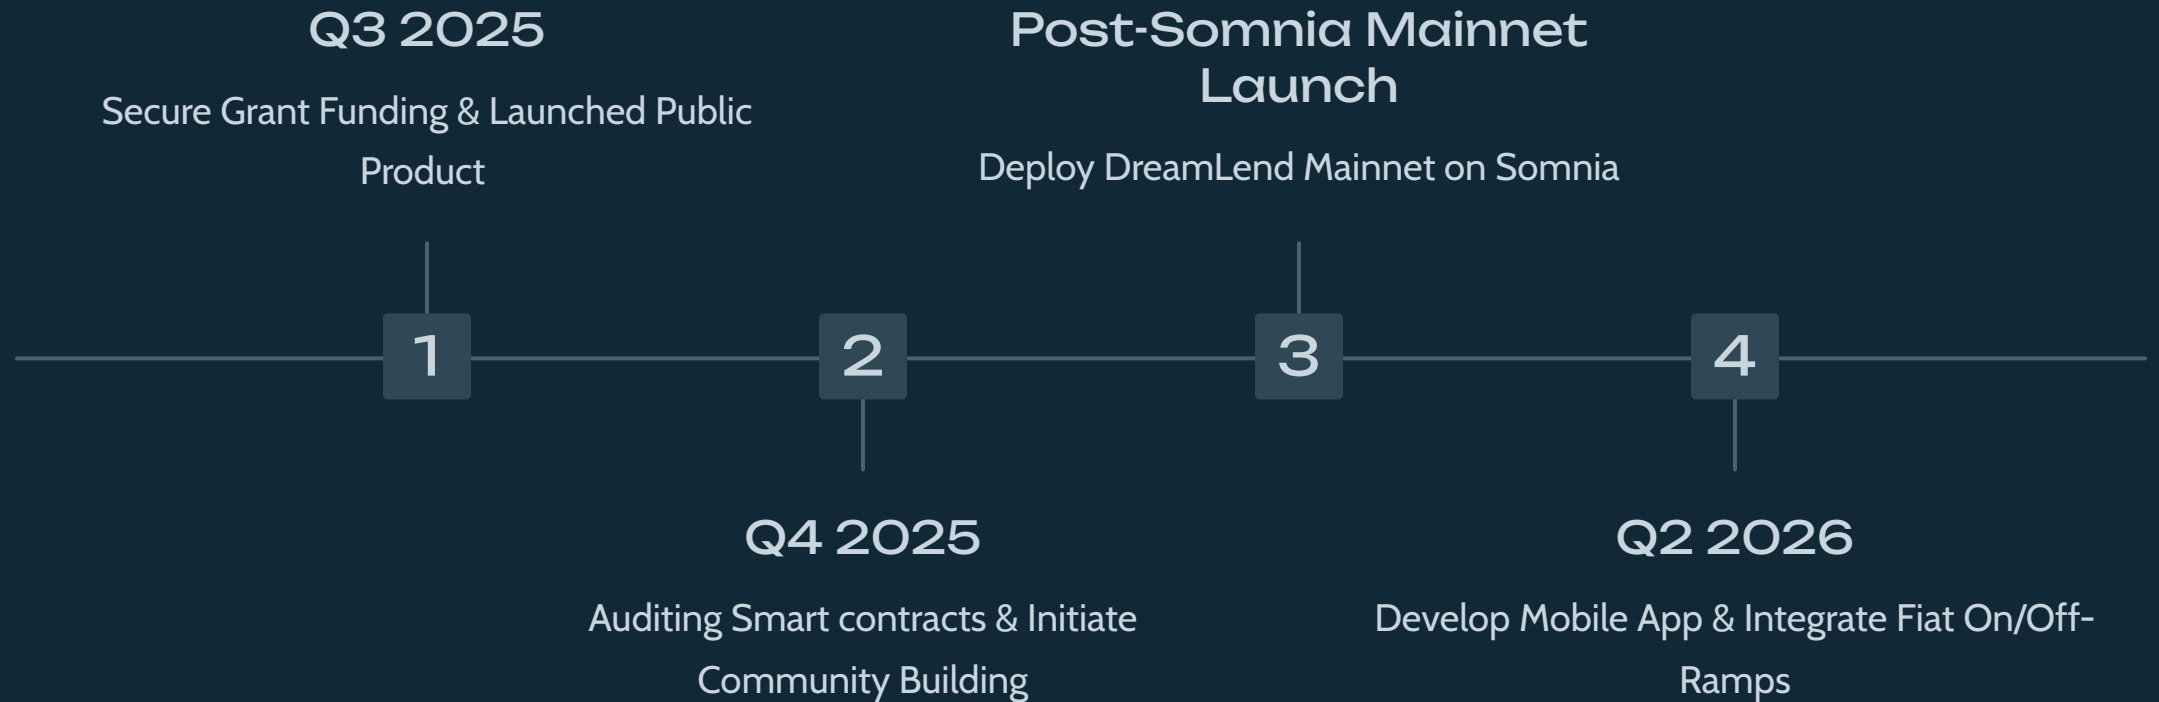 Q3 2025
Secure Grant Funding & Launched Public
Product
Post-Somnia Mainnet
Launch
Deploy DreamLend Mainnet on Somnia
1
2
3
4
Q4 2025
Auditing Smart contracts & Initiate
Community Building
Q2 2026
Develop Mobile App & Integrate Fiat On/Off-
Ramps